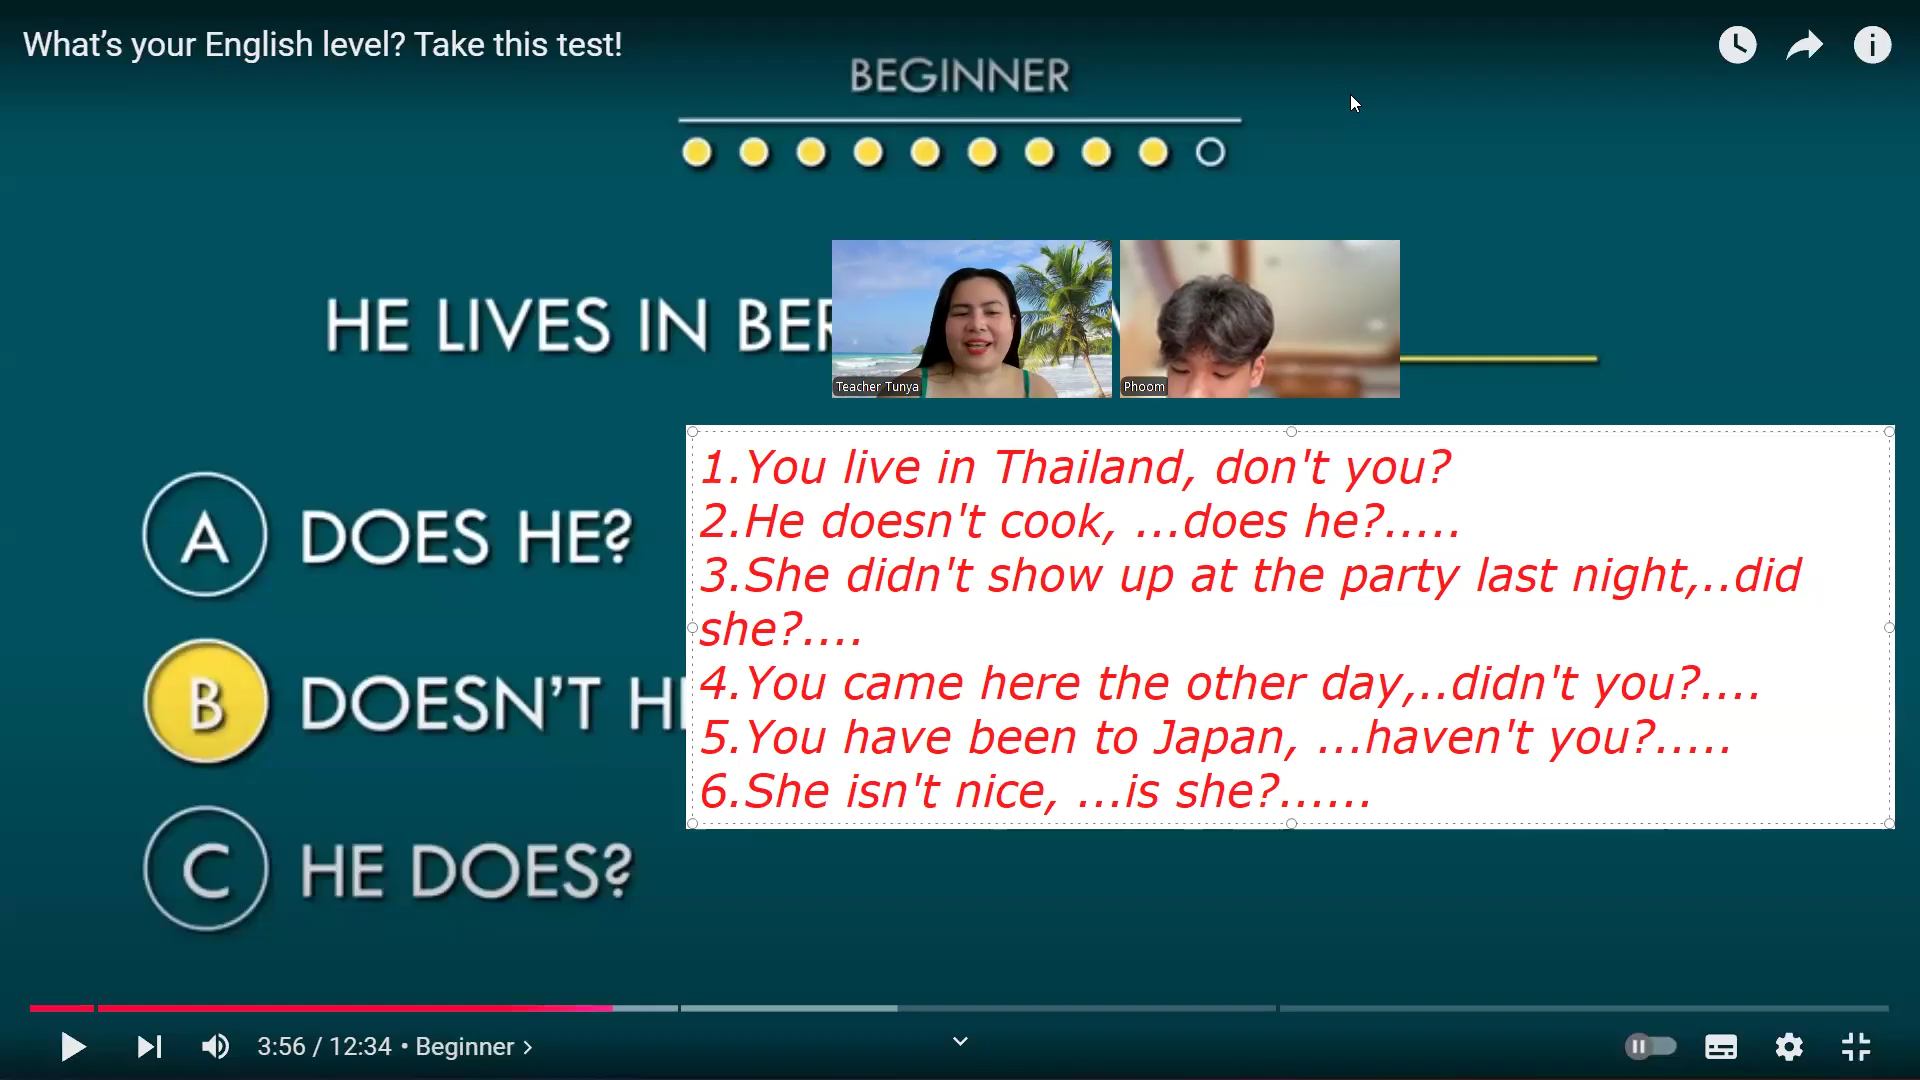 What's your English level? Take this test!
BEGINNER
HE LIVES IN BER
Teacher Tunya
Phoom
A DOES HE?
B DOESN'T HE
C HE DOES?
1.You live in Thailand, don't you?
2.He doesn't cook, ...does he?.....
3.She didn't show up at the party last night,..did
she?....
4.You came here the other day,..didn't you?....
5.You have been to Japan, ...haven't you?.....
6.She isn't nice, ...is she?......
3:56 / 12:34 • Beginner >